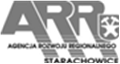 ARR
AGENCJA ROZWOJU REGIONALNEGO
STARACHOWICE